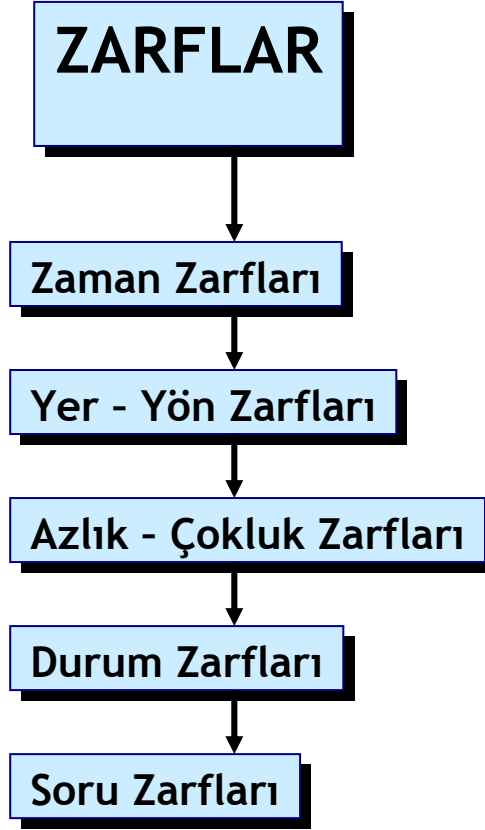 ZARFLAR
Zaman Zarfları
Yer – Yön Zarfları
Azlık – Çokluk Zarfları
Durum Zarfları
Soru Zarfları